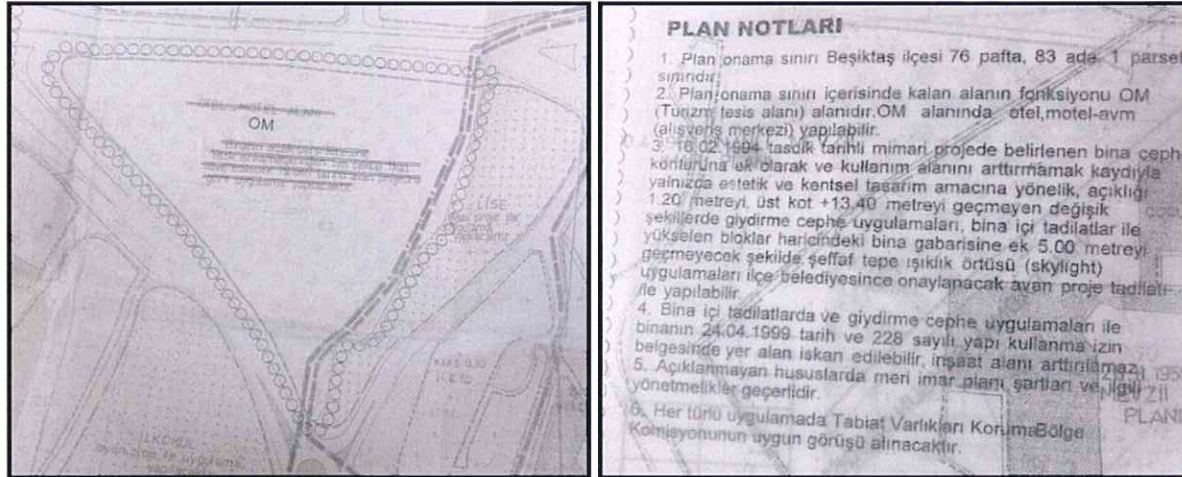 OTEL - MOTEL ALANI
OM
LİSE
İLKOKUL
PLAN NOTLARI
1. Plan onama sınırı Beşiktaş ilçesi 76 pafta, 83 ada, 1 parsel
sınırıdır.
2. Plan onama sınırı içerisinde kalan alanın fonksiyonu OM
(Turizm tesis alanı) alanıdır.OM alanında otel,motel-avm
(alışveriş merkezi) yapılabilir.
3. 16.02.1994 tasdik tarihli mimari projede belirlenen bina cephe
konturuna ek olarak ve kullanım alanını arttırmamak kaydıyla
yalnızca estetik ve kentsel tasarım amacına yönelik, açıklığı
1.20 metreyi, üst kot +13.40 metreyi geçmeyen değişik
şekillerde giydirme cephe uygulamaları, bina içi tadilatlar ile
yükselen bloklar haricindeki bina gabarisine ek 5.00 metreyi
geçmeyecek şekilde şeffaf tepe ışıklık örtüsü (skylight)
uygulamaları ilçe belediyesince onaylanacak avan proje tadilatı
ile yapılabilir.
4. Bina içi tadilatlarda ve giydirme cephe uygulamaları ile
binanın 24.04.1999 tarih ve 228 sayılı yapı kullanma izin
belgesinde yer alan iskan edilebilir, inşaat alanı arttırılamaz.
5. Açıklanmayan hususlarda meri imar planı şartları ve ilgili
yönetmelikler geçerlidir.
MEVZİİ
PLANI
6. Her türlü uygulamada Tabiat Varlıkları KorumaBölge
Komisyonunun uygun görüşü alınacaktır.